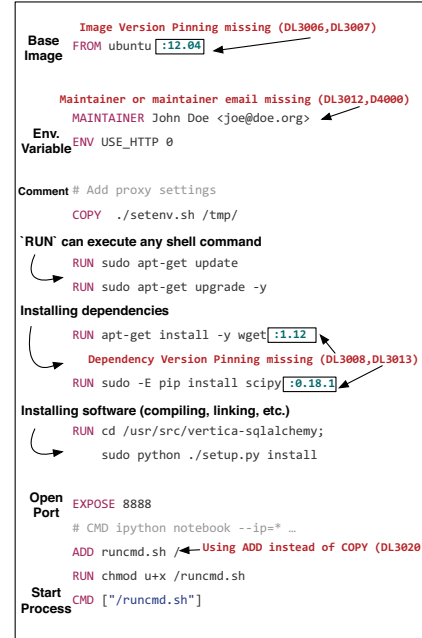 Image Version Pinning missing (DL3006,DL3007)
Base Image
FROM ubuntu :12.04
Maintainer or maintainer email missing (DL3012,D4000)
MAINTAINER John Doe <joe@doe.org>
Env. Variable
ENV USE_HTTP 0
Comment # Add proxy settings
COPY ./setenv.sh /tmp/
`RUN` can execute any shell command
RUN sudo apt-get update
RUN sudo apt-get upgrade -y
Installing dependencies
RUN apt-get install -y wget :1.12
Dependency Version Pinning missing (DL3008,DL3013)
RUN sudo -E pip install scipy :0.18.1
Installing software (compiling, linking, etc.)
RUN cd /usr/src/vertica-sqlalchemy;
sudo python ./setup.py install
Open Port
EXPOSE 8888
# CMD ipython notebook --ip=* …
ADD runcmd.sh / Using ADD instead of COPY (DL3020
RUN chmod u+x /runcmd.sh
Start Process
CMD ["/runcmd.sh"]